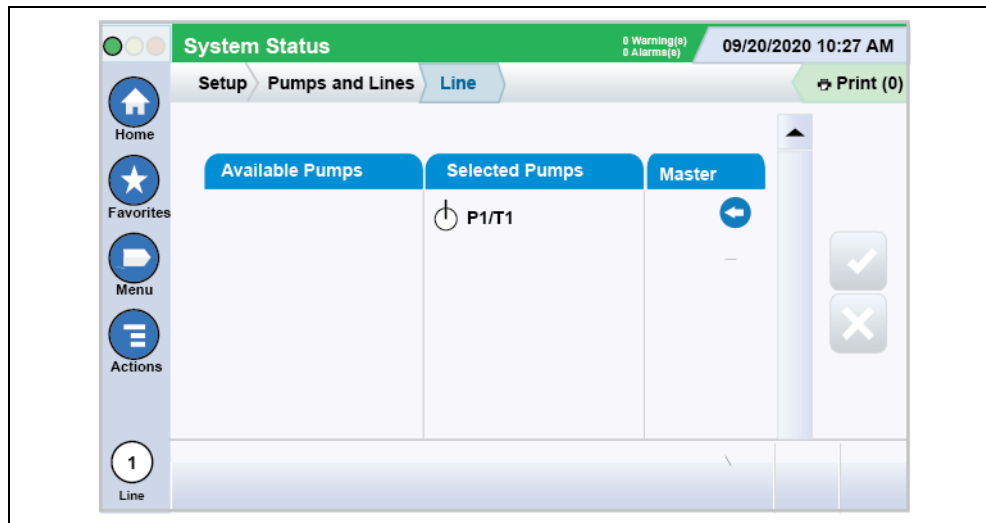 System Status
0 Warning(s)
0 Alarms(s)
09/20/2020 10:27 AM
Setup
Pumps and Lines
Line
Print (0)
Home
Favorites
Menu
Actions
Available Pumps
Selected Pumps
Master
P1/T1
1
Line